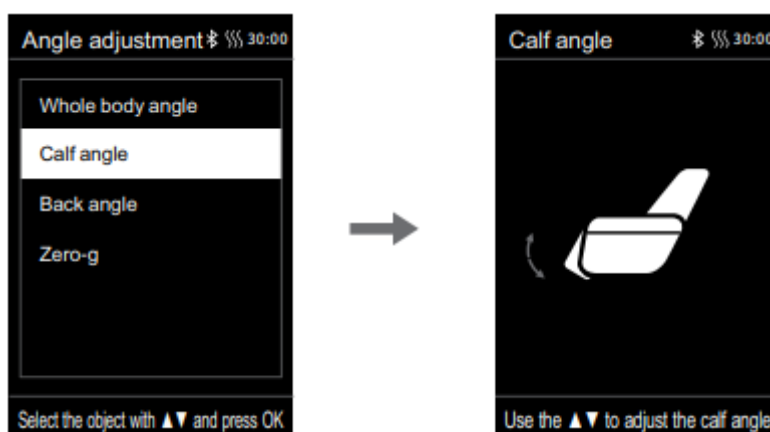 Angle adjustment 30:00
Whole body angle
Calf angle
Back angle
Zero-g
Select the object with ▲▼ and press OK
Calf angle 30:00
Use the ▲▼ to adjust the calf angle